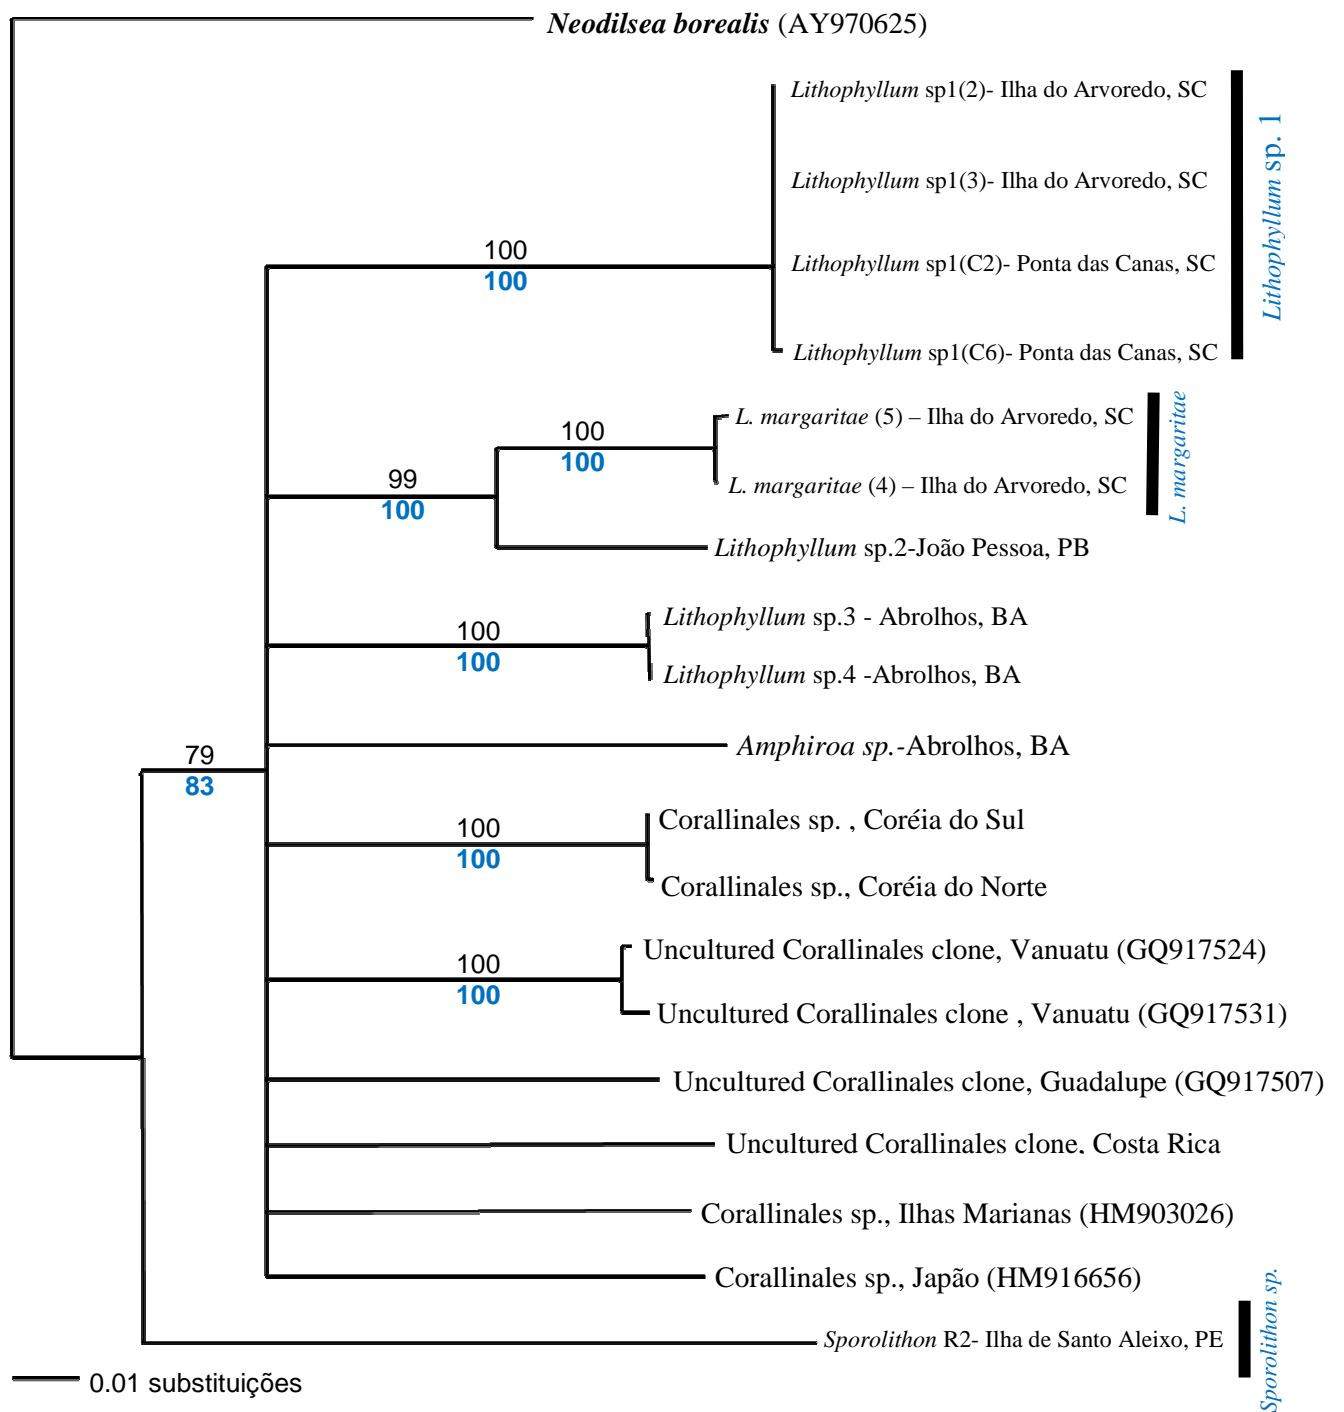 Neodilsea borealis (AY970625)
Lithophyllum sp1(2)- Ilha do Arvoredo, SC
Lithophyllum sp1(3)- Ilha do Arvoredo, SC
Lithophyllum sp. 1
100
100
Lithophyllum sp1(C2)- Ponta das Canas, SC
Lithophyllum sp1(C6)- Ponta das Canas, SC
L. margaritae (5) – Ilha do Arvoredo, SC
100
100
L. margaritae
99
100
L. margaritae (4) – Ilha do Arvoredo, SC
Lithophyllum sp.2-João Pessoa, PB
Lithophyllum sp.3 - Abrolhos, BA
100
100
Lithophyllum sp.4 -Abrolhos, BA
Amphiroa sp.-Abrolhos, BA
79
83
Corallinales sp. , Coréia do Sul
100
100
Corallinales sp., Coréia do Norte
Uncultured Corallinales clone, Vanuatu (GQ917524)
100
100
Uncultured Corallinales clone , Vanuatu (GQ917531)
Uncultured Corallinales clone, Guadalupe (GQ917507)
Uncultured Corallinales clone, Costa Rica
Corallinales sp., Ilhas Marianas (HM903026)
Corallinales sp., Japão (HM916656)
Sporolithon R2- Ilha de Santo Aleixo, PE
Sporolithon sp.
0.01 substituições